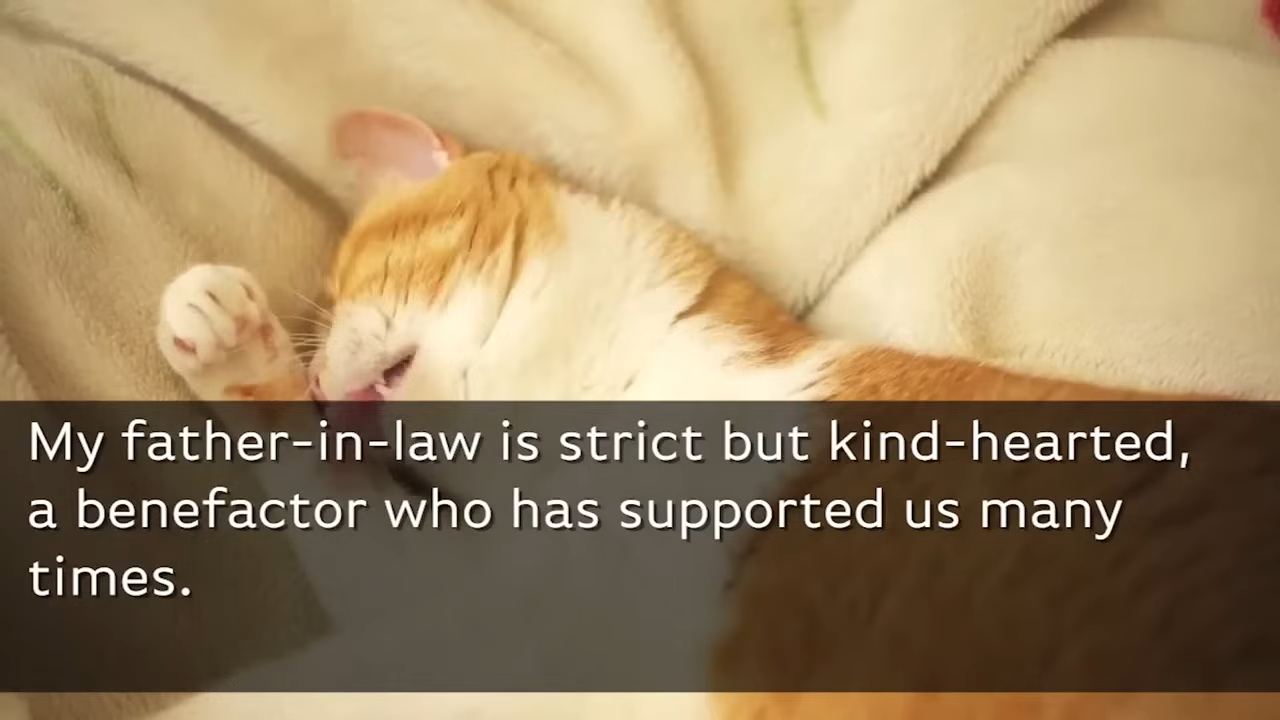 My father-in-law is strict but kind-hearted,
a benefactor who has supported us many
times.